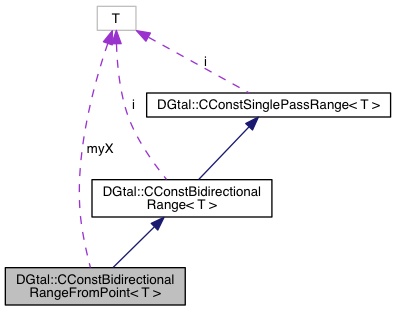 T
i
DGtal::CConstSinglePassRange< T >
i
myX
DGtal::CConstBidirectional
Range< T >
DGtal::CConstBidirectional
RangeFromPoint< T >